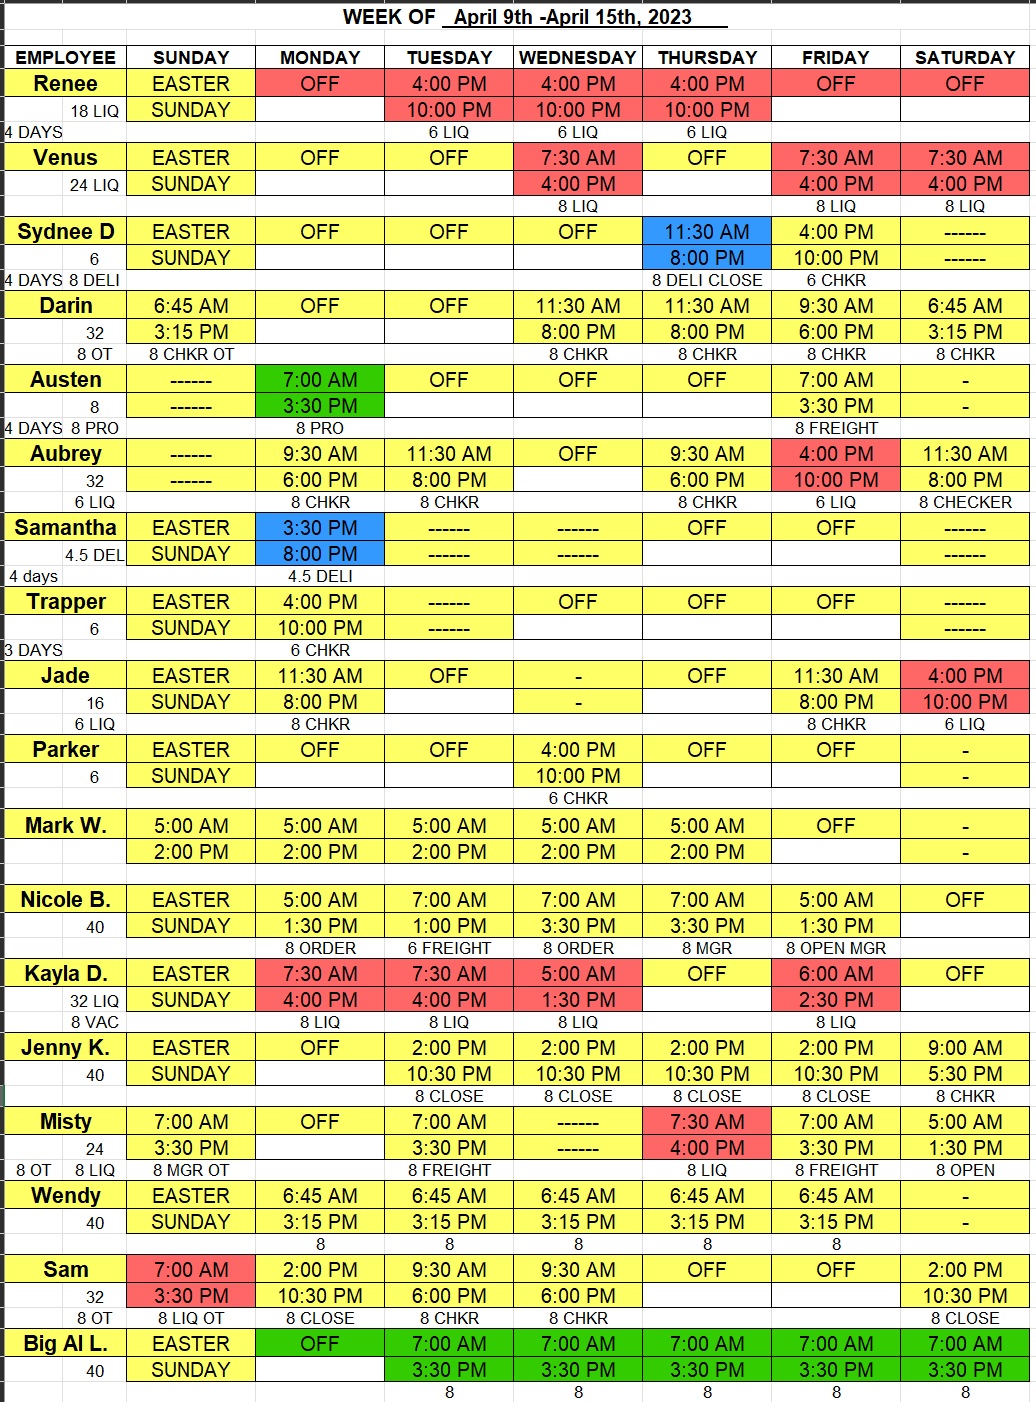 WEEK OF April 9th -April 15th, 2023
EMPLOYEE SUNDAY MONDAY TUESDAY WEDNESDAY THURSDAY FRIDAY SATURDAY
Renee EASTER OFF 4:00 PM 4:00 PM 4:00 PM OFF OFF
18 LIQ SUNDAY 10:00 PM 10:00 PM 10:00 PM
4 DAYS 6 LIQ 6 LIQ 6 LIQ
Venus EASTER OFF OFF 7:30 AM OFF 7:30 AM 7:30 AM
24 LIQ SUNDAY 4:00 PM 4:00 PM 4:00 PM
8 LIQ 8 LIQ 8 LIQ
Sydnee D EASTER OFF OFF OFF 11:30 AM 4:00 PM ------
6 SUNDAY 8:00 PM 10:00 PM ------
4 DAYS 8 DELI 8 DELI CLOSE 6 CHKR
Darin 6:45 AM OFF OFF 11:30 AM 11:30 AM 9:30 AM 6:45 AM
32 3:15 PM 8:00 PM 8:00 PM 6:00 PM 3:15 PM
8 OT 8 CHKR OT 8 CHKR 8 CHKR 8 CHKR 8 CHKR
Austen ------ 7:00 AM OFF OFF OFF 7:00 AM -
8 ------ 3:30 PM 3:30 PM -
4 DAYS 8 PRO 8 PRO 8 FREIGHT
Aubrey ------ 9:30 AM 11:30 AM OFF 9:30 AM 4:00 PM 11:30 AM
32 ------ 6:00 PM 8:00 PM 6:00 PM 10:00 PM 8:00 PM
6 LIQ 8 CHKR 8 CHKR 8 CHKR 6 LIQ 8 CHECKER
Samantha EASTER 3:30 PM ------ ------ OFF OFF ------
4.5 DEL SUNDAY 8:00 PM ------ ------ ------
4 days 4.5 DELI
Trapper EASTER 4:00 PM ------ OFF OFF OFF ------
6 SUNDAY 10:00 PM ------ ------
3 DAYS 6 CHKR
Jade EASTER 11:30 AM OFF - OFF 11:30 AM 4:00 PM
16 SUNDAY 8:00 PM - 8:00 PM 10:00 PM
6 LIQ 8 CHKR 8 CHKR 6 LIQ
Parker EASTER OFF OFF 4:00 PM OFF OFF -
6 SUNDAY 10:00 PM -
6 CHKR
Mark W. 5:00 AM 5:00 AM 5:00 AM 5:00 AM 5:00 AM OFF -
2:00 PM 2:00 PM 2:00 PM 2:00 PM 2:00 PM -
Nicole B. EASTER 5:00 AM 7:00 AM 7:00 AM 7:00 AM 5:00 AM OFF
40 SUNDAY 1:30 PM 1:00 PM 3:30 PM 3:30 PM 1:30 PM
8 ORDER 6 FREIGHT 8 ORDER 8 MGR 8 OPEN MGR
Kayla D. EASTER 7:30 AM 7:30 AM 5:00 AM OFF 6:00 AM OFF
32 LIQ SUNDAY 4:00 PM 4:00 PM 1:30 PM 2:30 PM
8 VAC 8 LIQ 8 LIQ 8 LIQ 8 LIQ
Jenny K. EASTER OFF 2:00 PM 2:00 PM 2:00 PM 2:00 PM 9:00 AM
40 SUNDAY 10:30 PM 10:30 PM 10:30 PM 10:30 PM 5:30 PM
8 CLOSE 8 CLOSE 8 CLOSE 8 CLOSE 8 CHKR
Misty 7:00 AM OFF 7:00 AM ------ 7:30 AM 7:00 AM 5:00 AM
24 3:30 PM 3:30 PM ------ 4:00 PM 3:30 PM 1:30 PM
8 OT 8 LIQ 8 MGR OT 8 FREIGHT 8 LIQ 8 FREIGHT 8 OPEN
Wendy EASTER 6:45 AM 6:45 AM 6:45 AM 6:45 AM 6:45 AM -
40 SUNDAY 3:15 PM 3:15 PM 3:15 PM 3:15 PM 3:15 PM -
8 8 8 8 8
Sam 7:00 AM 2:00 PM 9:30 AM 9:30 AM OFF OFF 2:00 PM
32 3:30 PM 10:30 PM 6:00 PM 6:00 PM 10:30 PM
8 OT 8 LIQ OT 8 CLOSE 8 CHKR 8 CHKR 8 CLOSE
Big Al L. EASTER OFF 7:00 AM 7:00 AM 7:00 AM 7:00 AM 7:00 AM
40 SUNDAY 3:30 PM 3:30 PM 3:30 PM 3:30 PM 3:30 PM
8 8 8 8 8